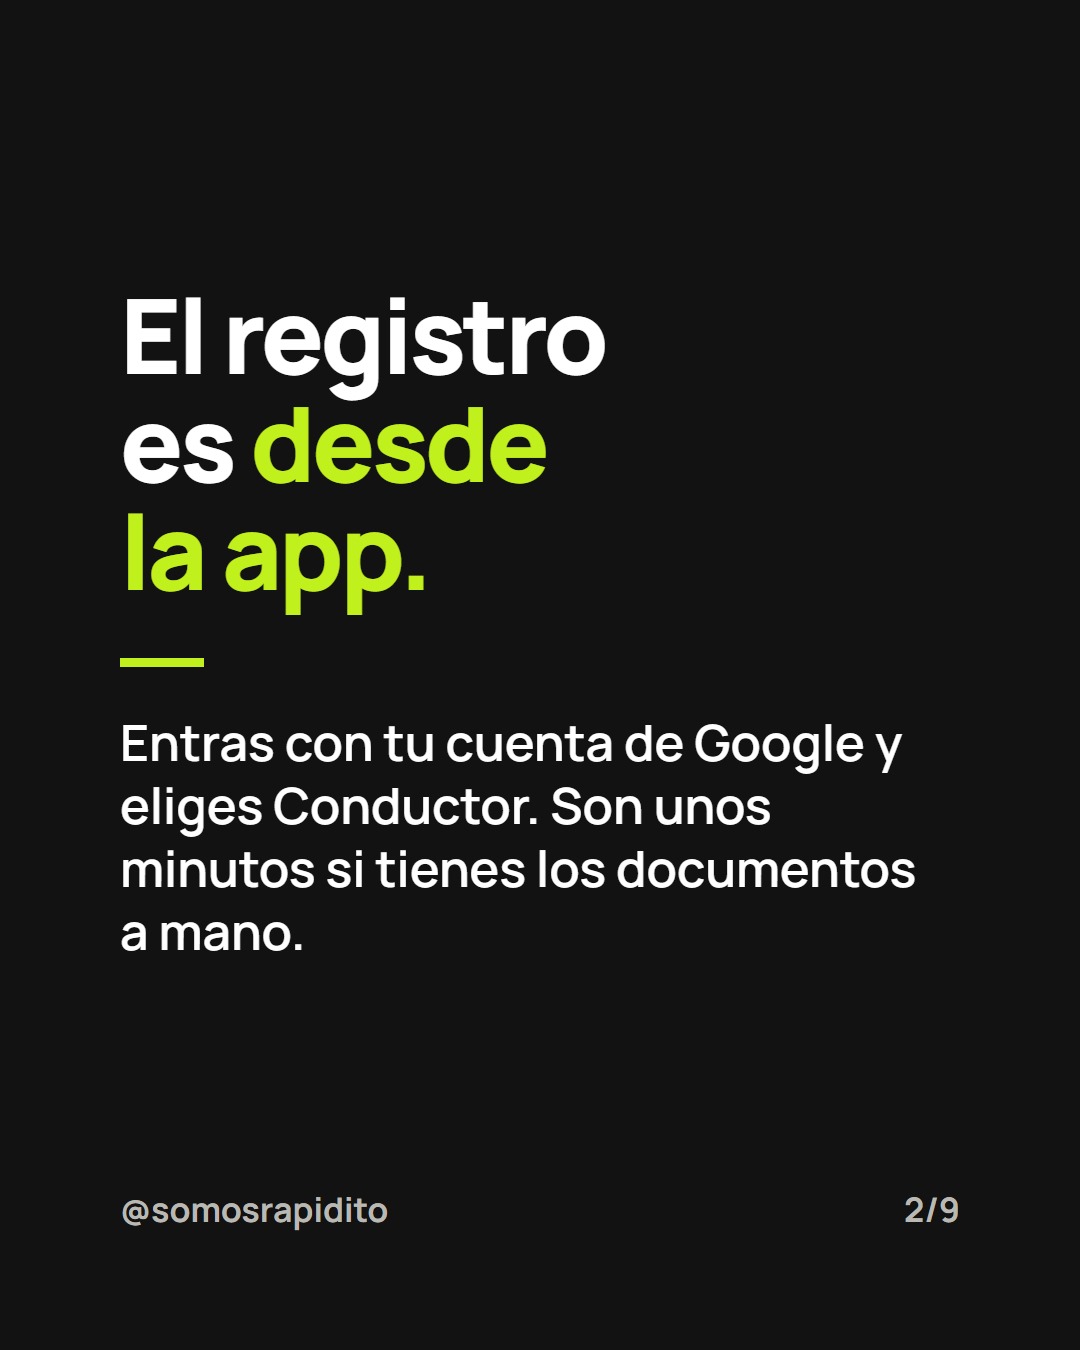 El registro
es desde
la app.
Entras con tu cuenta de Google y
eliges Conductor. Son unos
minutos si tienes los documentos
a mano.
@somosrapidito
2/9